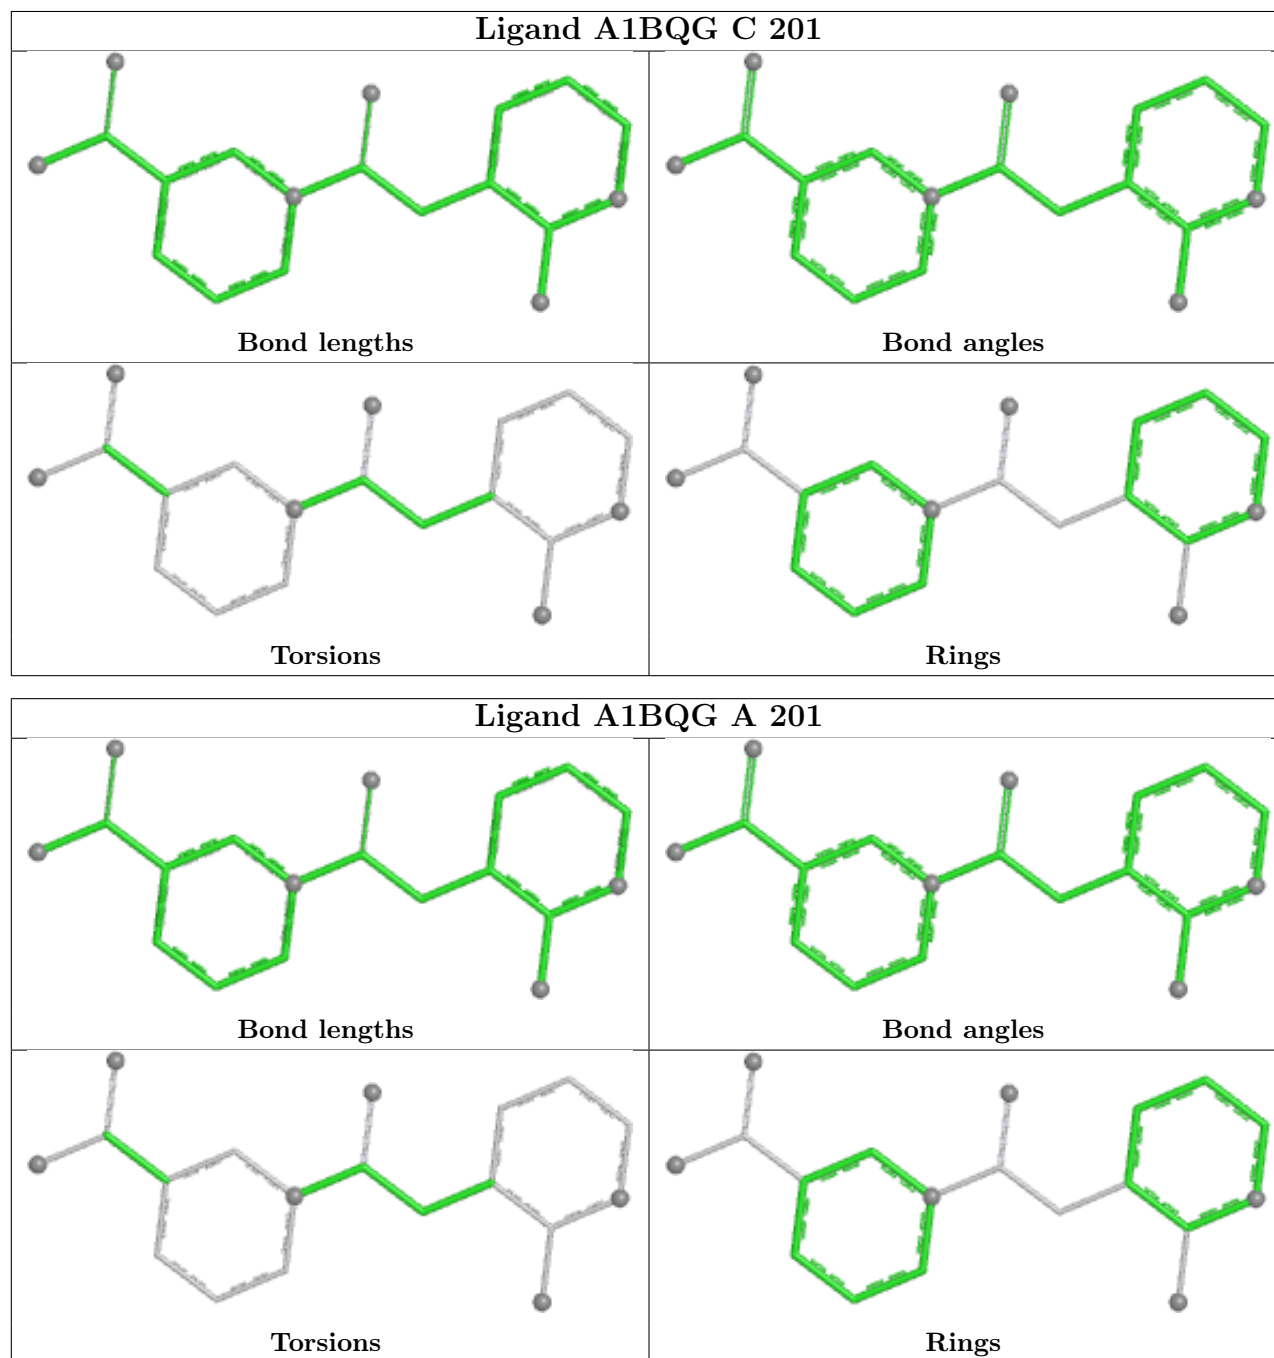 Ligand A1BQG C 201
Bond lengths
Bond angles
Torsions
Rings
Ligand A1BQG A 201
Bond lengths
Bond angles
Torsions
Rings